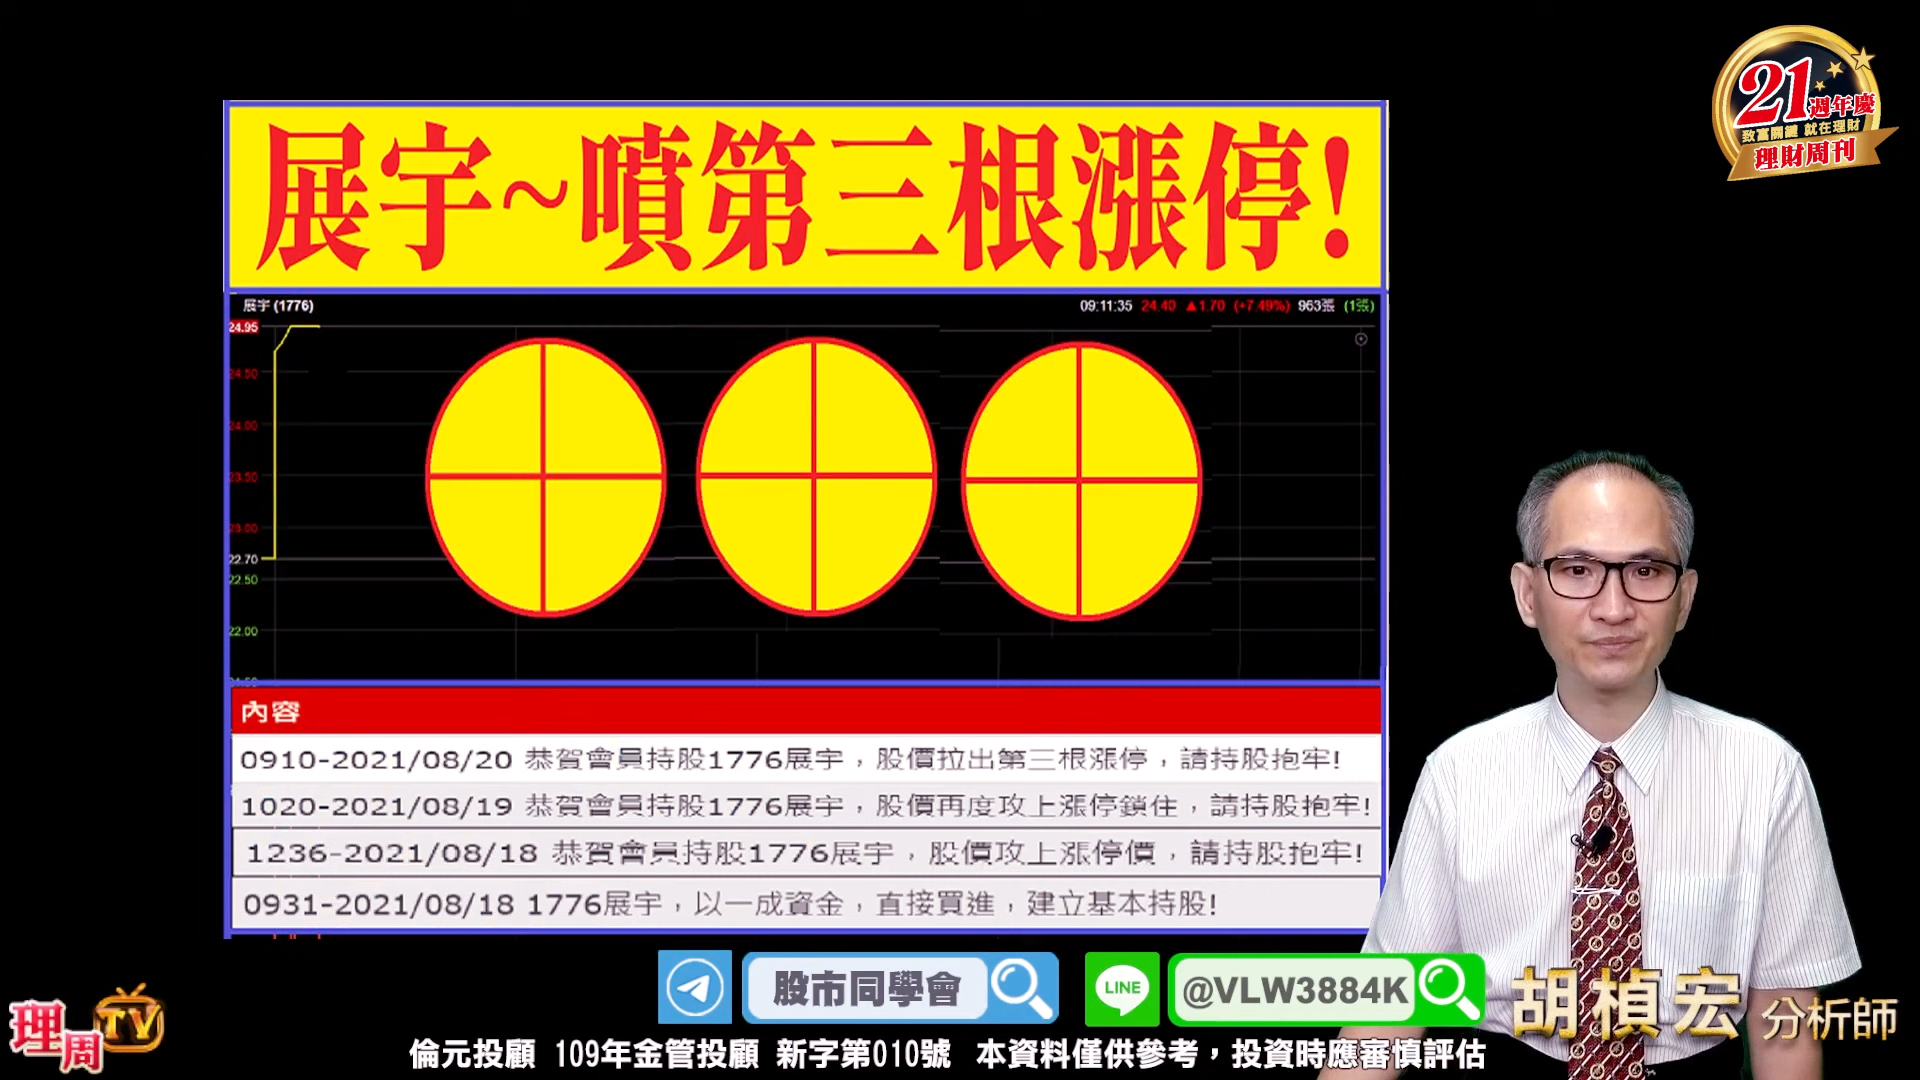 21週年慶
致富關鍵 就在理財
理財周刊
展宇~噴第三根漲停!
展宇 (1776)
09:11:35 24.40 ▲1.70 (+7.49%) 963張 (1張)
24.95
24.50
24.00
23.50
23.00
22.70
22.50
22.00
內容
0910-2021/08/20 恭賀會員持股1776展宇，股價拉出第三根漲停，請持股抱牢!
1020-2021/08/19 恭賀會員持股1776展宇，股價再度攻上漲停鎖住，請持股抱牢!
1236-2021/08/18 恭賀會員持股1776展宇，股價攻上漲停價，請持股抱牢!
0931-2021/08/18 1776展宇，以一成資金，直接買進，建立基本持股!
股市同學會
LINE
@VLW3884K
胡楨宏 分析師
理周TV
倫元投顧 109年金管投顧 新字第010號 本資料僅供參考，投資時應審慎評估